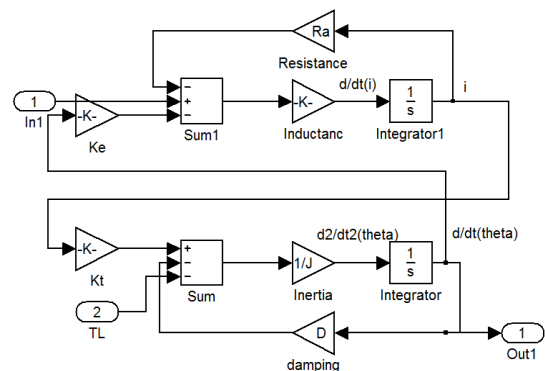 Ra
Resistance
d/dt(i)
i
1
In1
-K-
Ke
−
+
−
Sum1
-K-
Inductanc
1
s
Integrator1
d2/dt2(theta)
d/dt(theta)
-K-
Kt
+
−
−
Sum
1/J
Inertia
1
s
Integrator
2
TL
D
damping
1
Out1